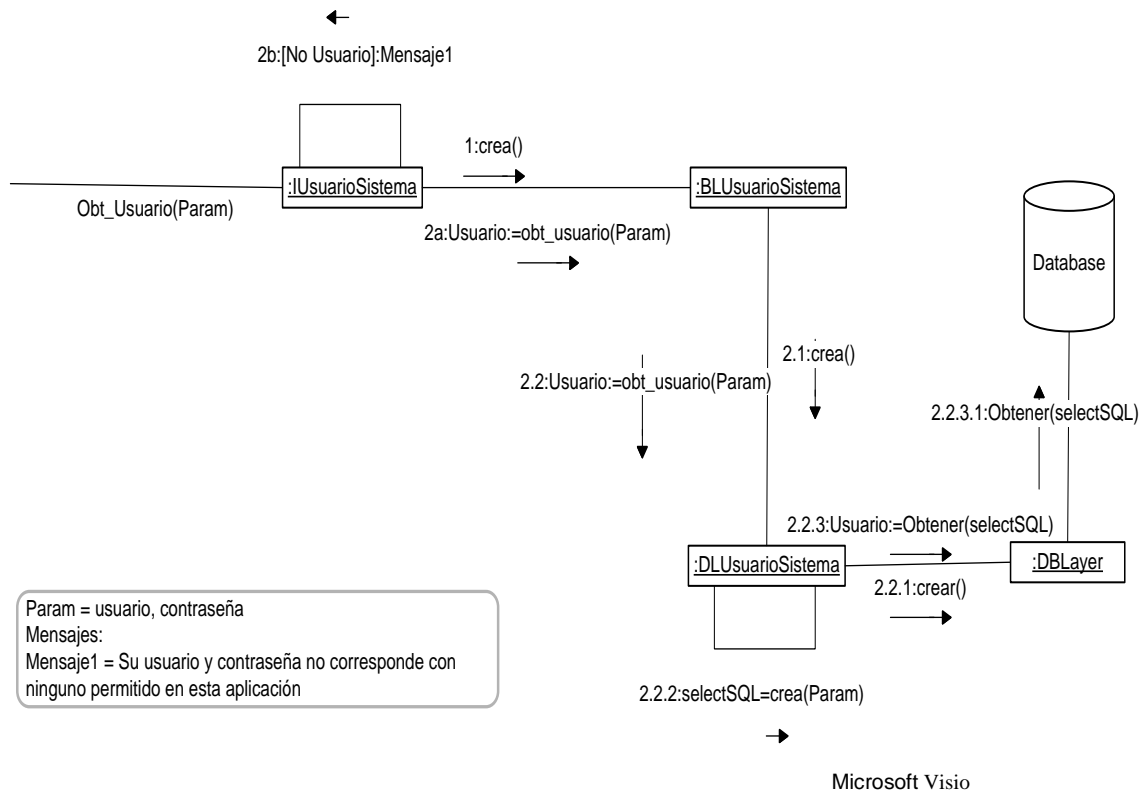 2b:[No Usuario]:Mensaje1
1:crea()
:IUsuarioSistema
:BLUsuarioSistema
Obt_Usuario(Param)
2a:Usuario:=obt_usuario(Param)
Database
2.1:crea()
2.2:Usuario:=obt_usuario(Param)
2.2.3.1:Obtener(selectSQL)
2.2.3:Usuario:=Obtener(selectSQL)
:DLUsuarioSistema
:DBLayer
2.2.1:crear()
Param = usuario, contraseña
Mensajes:
Mensaje1 = Su usuario y contraseña no corresponde con
ninguno permitido en esta aplicación
2.2.2:selectSQL=crea(Param)
Microsoft Visio